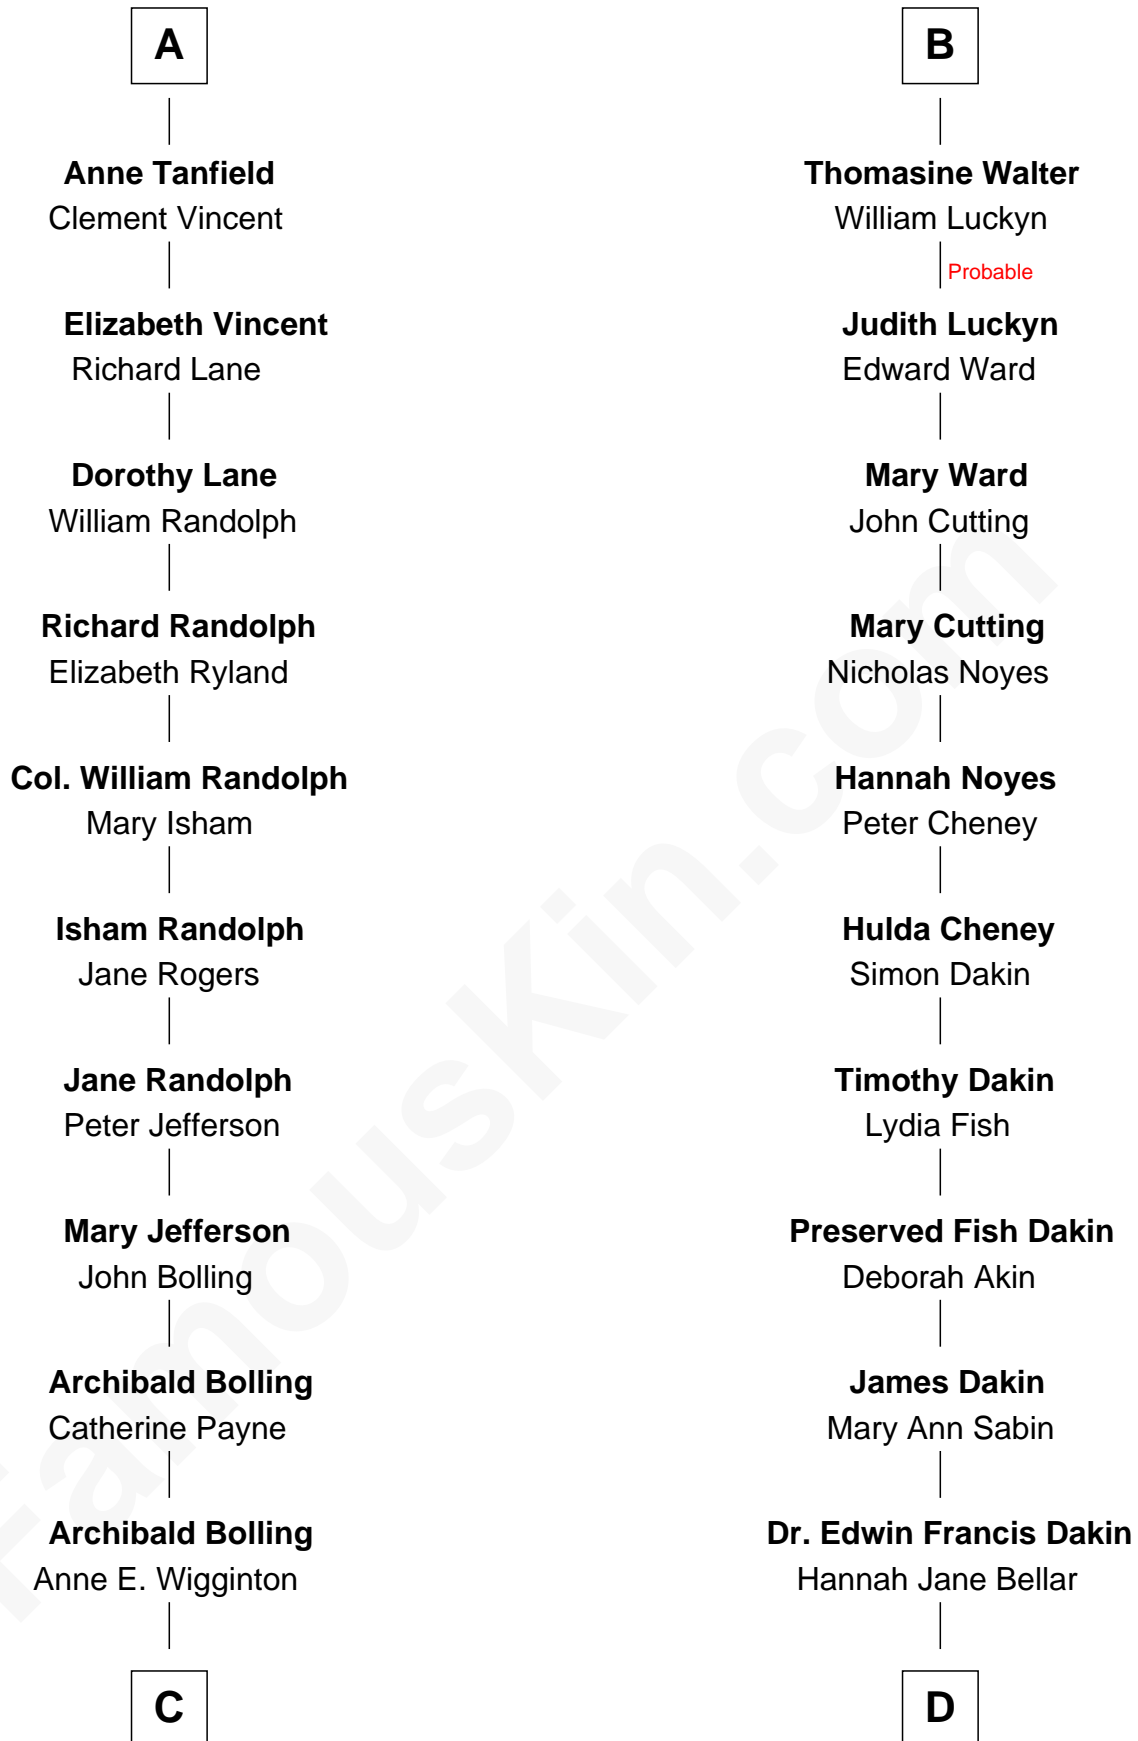 A
Anne Tanfield
Clement Vincent
Elizabeth Vincent
Richard Lane
Dorothy Lane
William Randolph
Richard Randolph
Elizabeth Ryland
Col. William Randolph
Mary Isham
Isham Randolph
Jane Rogers
Jane Randolph
Peter Jefferson
Mary Jefferson
John Bolling
Archibald Bolling
Catherine Payne
Archibald Bolling
Anne E. Wigginton
C
B
Thomasine Walter
William Luckyn
Probable
Judith Luckyn
Edward Ward
Mary Ward
John Cutting
Mary Cutting
Nicholas Noyes
Hannah Noyes
Peter Cheney
Hulda Cheney
Simon Dakin
Timothy Dakin
Lydia Fish
Preserved Fish Dakin
Deborah Akin
James Dakin
Mary Ann Sabin
Dr. Edwin Francis Dakin
Hannah Jane Bellar
D
FamousKin.com